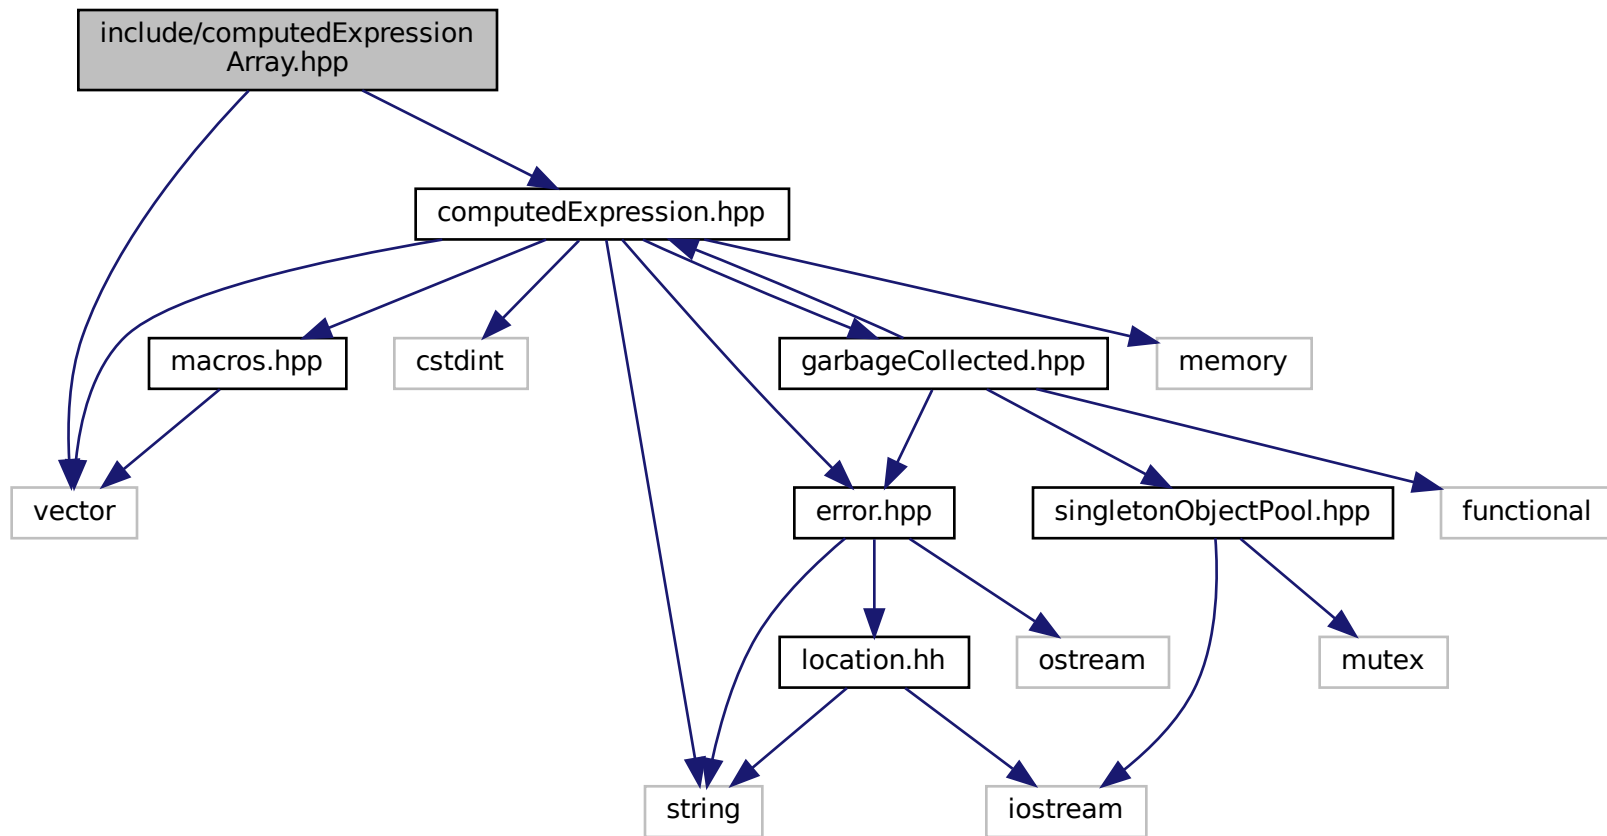 include/computedExpression
Array.hpp
computedExpression.hpp
macros.hpp
cstdint
garbageCollected.hpp
memory
vector
error.hpp
singletonObjectPool.hpp
functional
location.hh
ostream
mutex
string
iostream